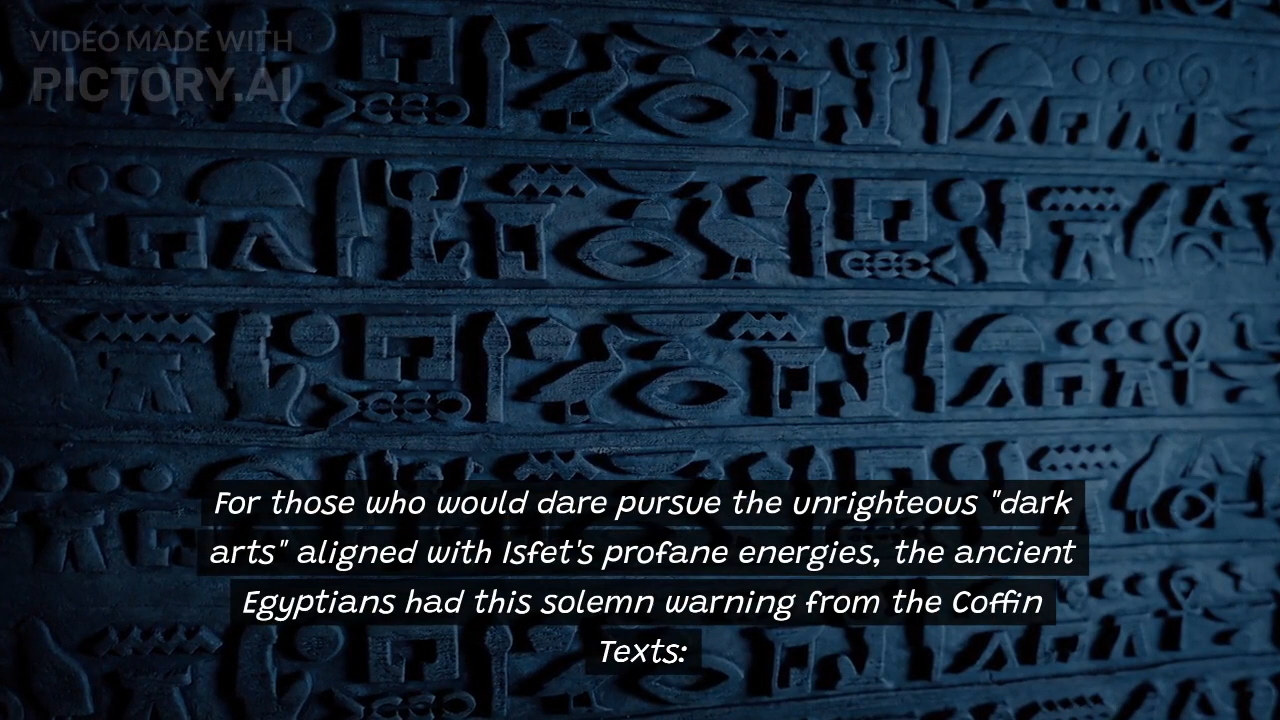 VIDEO MADE WITH
PICTORY.AI
For those who would dare pursue the unrighteous "dark
arts" aligned with Isfet's profane energies, the ancient
Egyptians had this solemn warning from the Coffin
Texts: